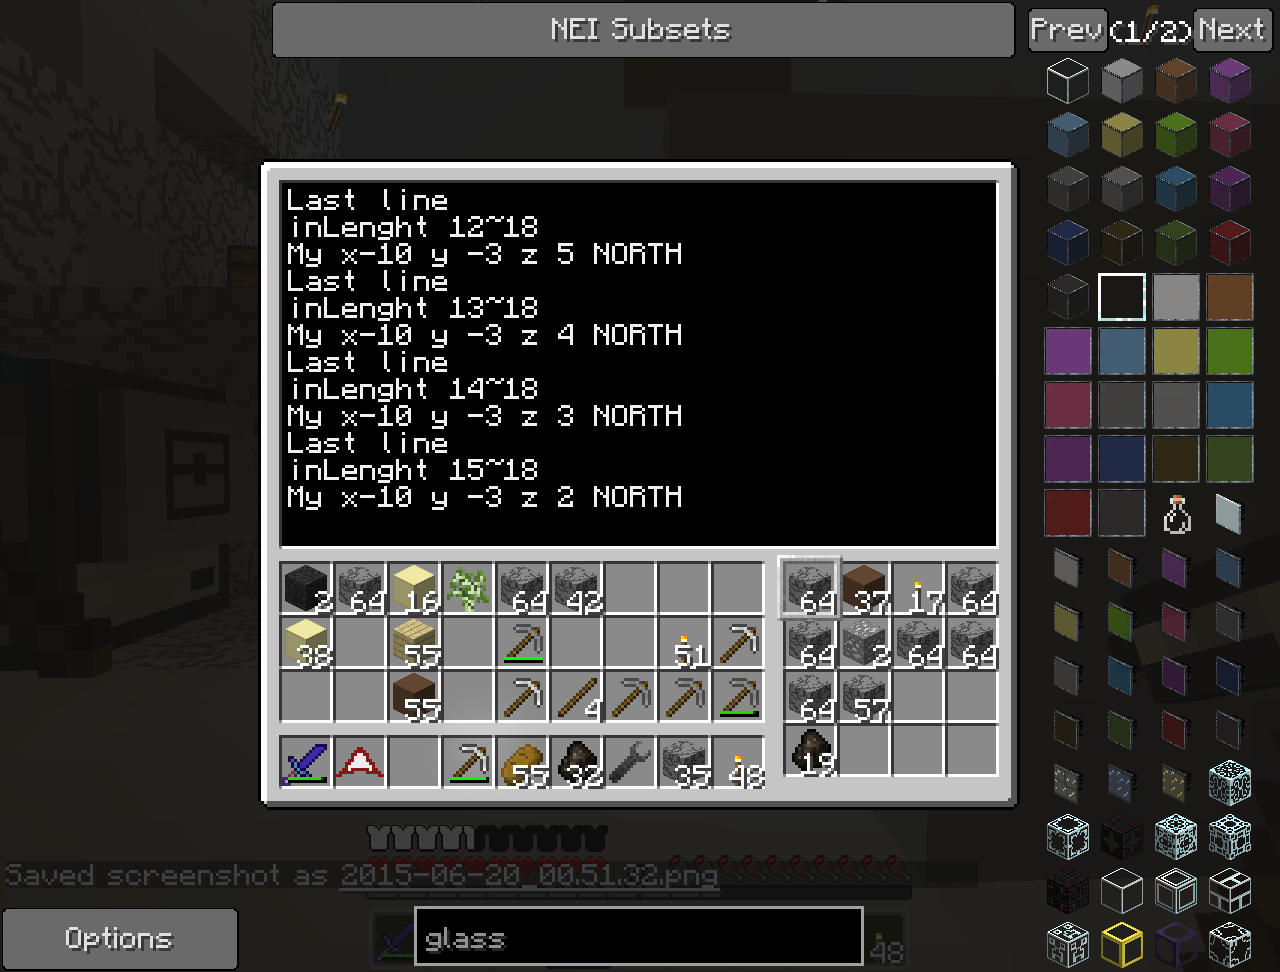 NEI Subsets
Prev (1/2) Next
Last line
inLenght 12~18
My x-10 y -3 z 5 NORTH
Last line
inLenght 13~18
My x-10 y -3 z 4 NORTH
Last line
inLenght 14~18
My x-10 y -3 z 3 NORTH
Last line
inLenght 15~18
My x-10 y -3 z 2 NORTH
2 64 16 64 42
64 37 17 64
38 55 51
64 2 64 64
55 4
64 57
55 32 35 48
13
Saved screenshot as 2015-06-20_00.51.32.png
Options
glass
48